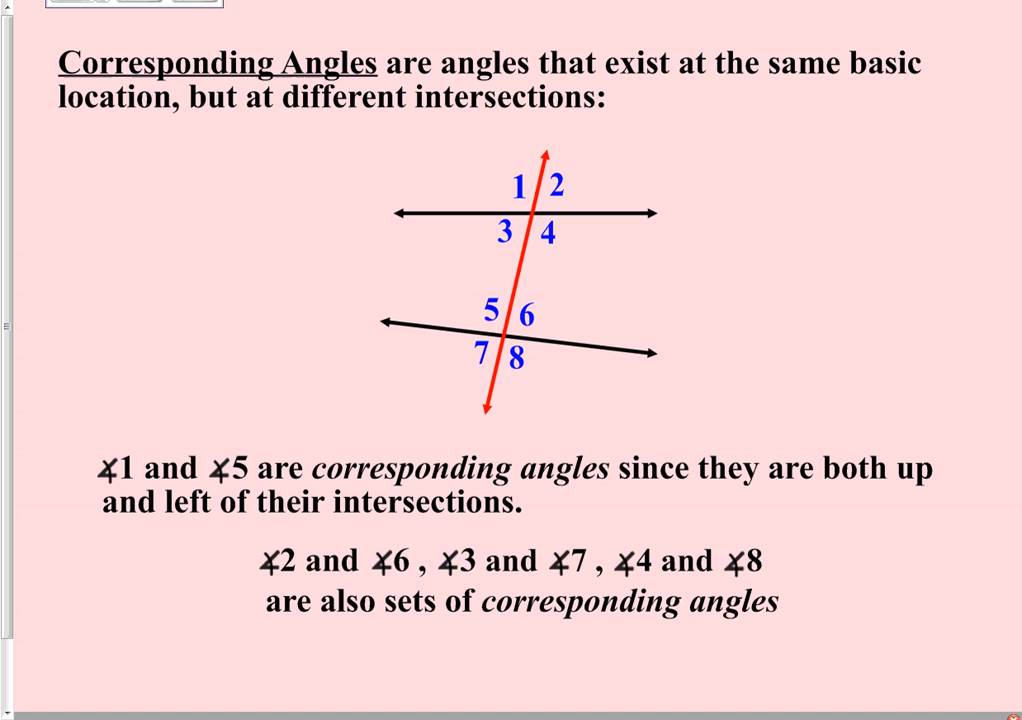 Corresponding Angles are angles that exist at the same basic
location, but at different intersections:
1 2
3 4
5 6
7 8
∡1 and ∡5 are corresponding angles since they are both up
and left of their intersections.
∡2 and ∡6 , ∡3 and ∡7 , ∡4 and ∡8
are also sets of corresponding angles